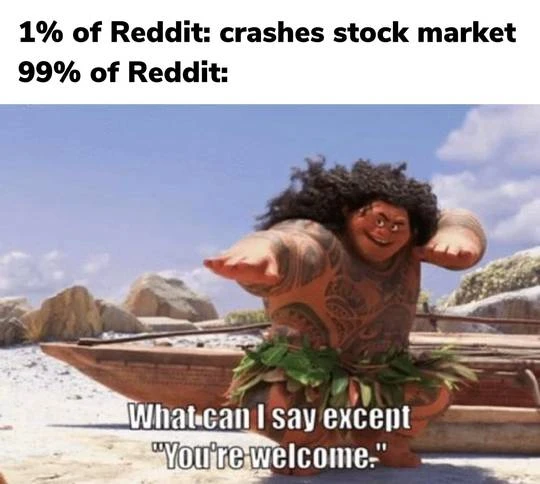 1% of Reddit: crashes stock market
99% of Reddit:
What can I say except
"You're welcome."